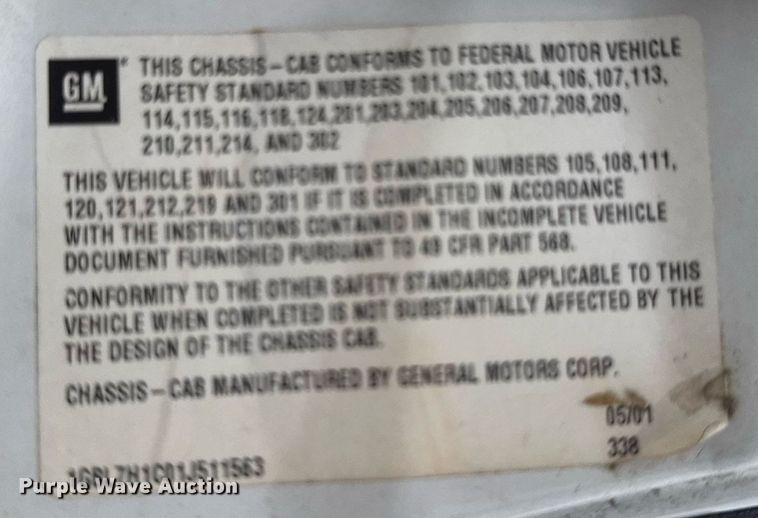 GM * THIS CHASSIS-CAB CONFORMS TO FEDERAL MOTOR VEHICLE
SAFETY STANDARD NUMBERS 101,102,103,104,106,107,113,
114,115,116,118,124,201,203,204,205,206,207,208,209,
210,211,214, AND 302
THIS VEHICLE WILL CONFORM TO STANDARD NUMBERS 105,108,111,
120,121,212,219 AND 301 IF IT IS COMPLETED IN ACCORDANCE
WITH THE INSTRUCTIONS CONTAINED IN THE INCOMPLETE VEHICLE
DOCUMENT FURNISHED PURSUANT TO 49 CFR PART 568.
CONFORMITY TO THE OTHER SAFETY STANDARDS APPLICABLE TO THIS
VEHICLE WHEN COMPLETED IS NOT SUBSTANTIALLY AFFECTED BY THE
THE DESIGN OF THE CHASSIS CAB.
CHASSIS-CAB MANUFACTURED BY GENERAL MOTORS CORP.
05/01
338
Purple Wave Auction